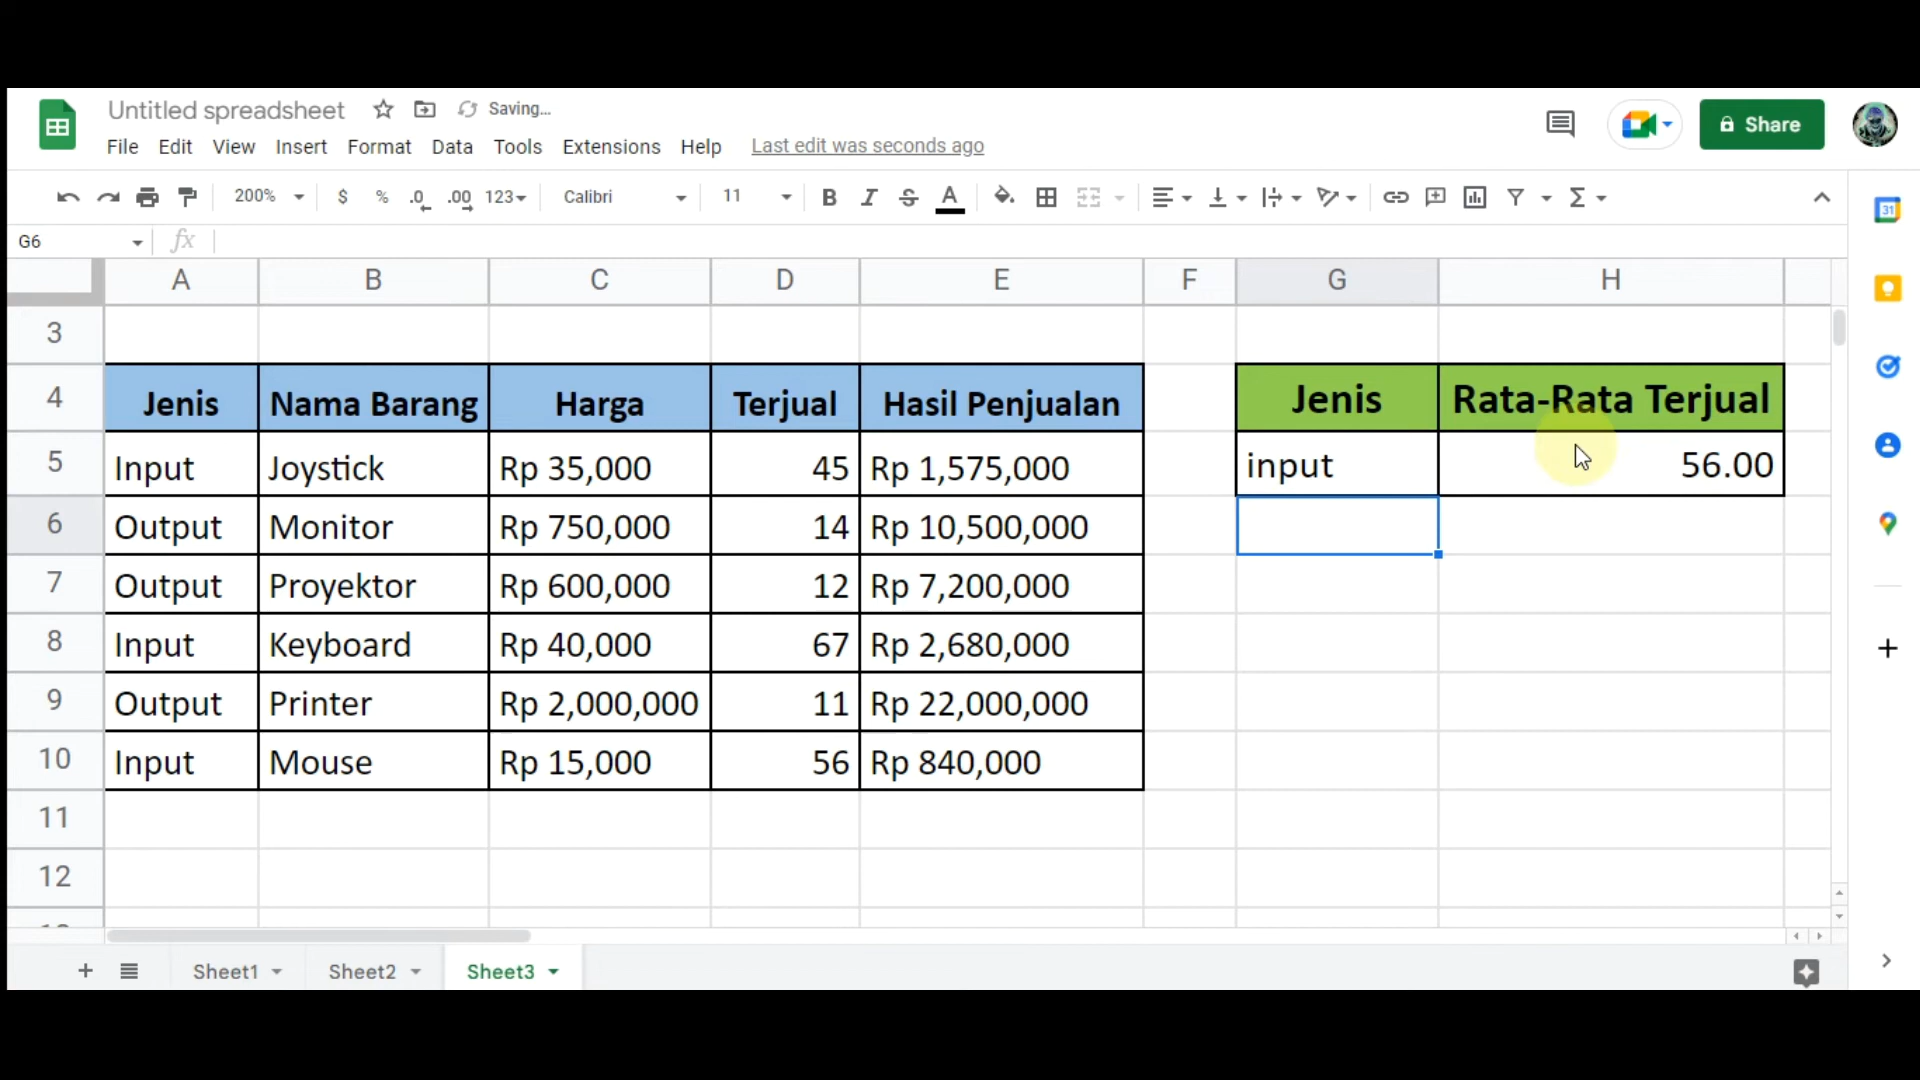 Untitled spreadsheet Saving...
File Edit View Insert Format Data Tools Extensions Help Last edit was seconds ago
Share
31
200% $ % .0 .00 123 Calibri 11 B I S A Σ
G6 fx
A B C D E F G H
3
4 Jenis Nama Barang Harga Terjual Hasil Penjualan Jenis Rata-Rata Terjual
5 Input Joystick Rp 35,000 45 Rp 1,575,000 input 56.00
6 Output Monitor Rp 750,000 14 Rp 10,500,000
7 Output Proyektor Rp 600,000 12 Rp 7,200,000
8 Input Keyboard Rp 40,000 67 Rp 2,680,000
9 Output Printer Rp 2,000,000 11 Rp 22,000,000
10 Input Mouse Rp 15,000 56 Rp 840,000
11
12
Sheet1 Sheet2 Sheet3